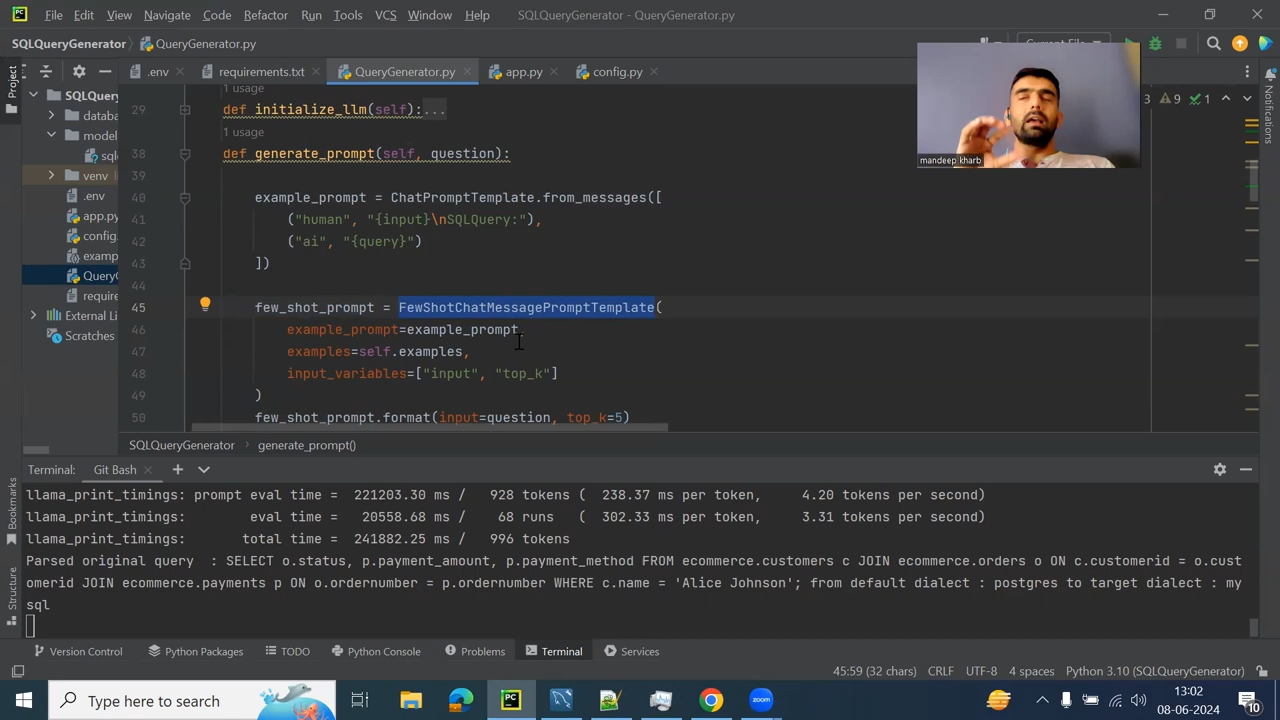 File Edit View Navigate Code Refactor Run Tools VCS Window Help SQLQueryGenerator - QueryGenerator.py
SQLQueryGenerator QueryGenerator.py Current File
.env requirements.txt QueryGenerator.py app.py config.py
Project
Notifications
3 9 1
SQLQu
datab
model
sql
venv
.env
app.py
config.
examp
QueryG
require
External Lib
Scratches
1 usage
29 def initialize_llm(self):...
1 usage
38 def generate_prompt(self, question):
39
40 example_prompt = ChatPromptTemplate.from_messages([
41 ("human", "{input}\nSQLQuery:"),
42 ("ai", "{query}")
43 ])
44
45 few_shot_prompt = FewShotChatMessagePromptTemplate(
46 example_prompt=example_prompt,
47 examples=self.examples,
48 input_variables=["input", "top_k"]
49 )
50 few_shot_prompt.format(input=question, top_k=5)
mandeep kharb
SQLQueryGenerator generate_prompt()
Terminal: Git Bash
llama_print_timings: prompt eval time = 221203.30 ms / 928 tokens ( 238.37 ms per token, 4.20 tokens per second)
llama_print_timings: eval time = 20558.68 ms / 68 runs ( 302.33 ms per token, 3.31 tokens per second)
llama_print_timings: total time = 241882.25 ms / 996 tokens
Parsed original query : SELECT o.status, p.payment_amount, p.payment_method FROM ecommerce.customers c JOIN ecommerce.orders o ON c.customerid = o.cust
omerid JOIN ecommerce.payments p ON o.ordernumber = p.ordernumber WHERE c.name = 'Alice Johnson'; from default dialect : postgres to target dialect : my
sql
Bookmarks
Structure
Version Control Python Packages TODO Python Console Problems Terminal Services
45:59 (32 chars) CRLF UTF-8 4 spaces Python 3.10 (SQLQueryGenerator)
Type here to search
zoom
13:02
08-06-2024
10